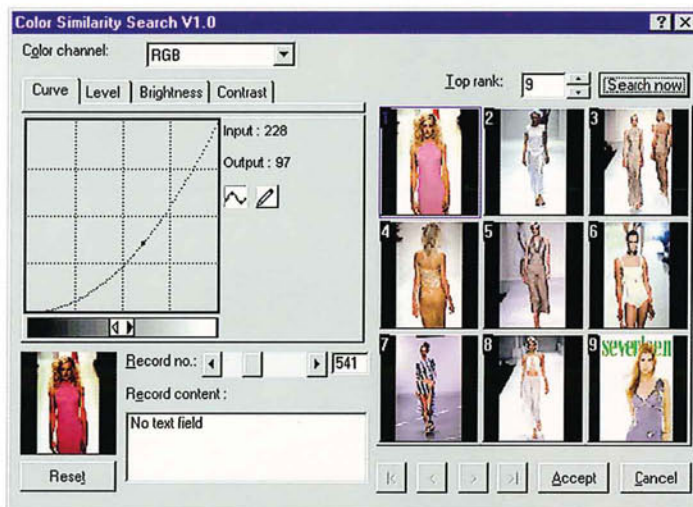 Color Similarity Search V1.0
Color channel: RGB
Top rank: 9 Search now
Curve Level Brightness Contrast
Input : 228
Output : 97
1 2 3
4 5 6
7 8 9
seventeen
Record no.: 541
Record content :
No text field
Reset
Accept Cancel